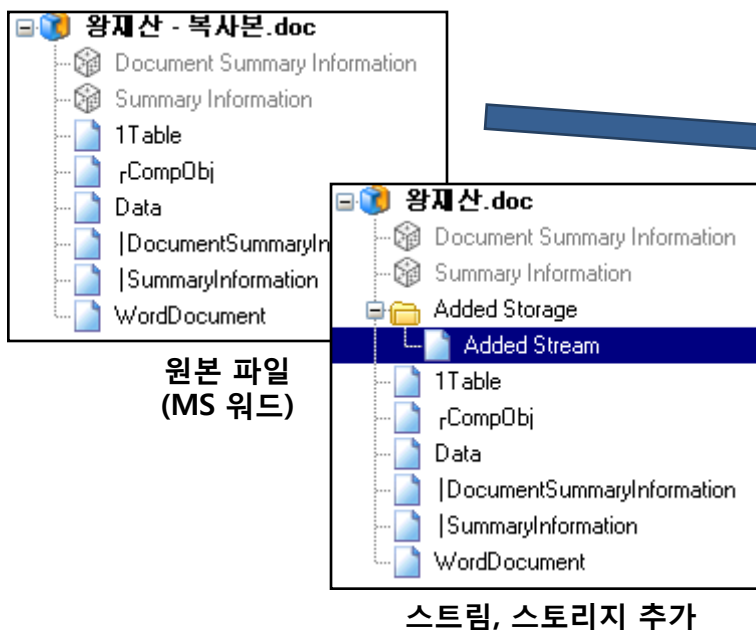 왕재산 - 복사본.doc
Document Summary Information
Summary Information
1Table
┌CompObj
Data
|DocumentSummaryIn
|SummaryInformation
WordDocument
원본 파일
(MS 워드)
왕재산.doc
Document Summary Information
Summary Information
Added Storage
Added Stream
1Table
┌CompObj
Data
|DocumentSummaryInformation
|SummaryInformation
WordDocument
스트림, 스토리지 추가